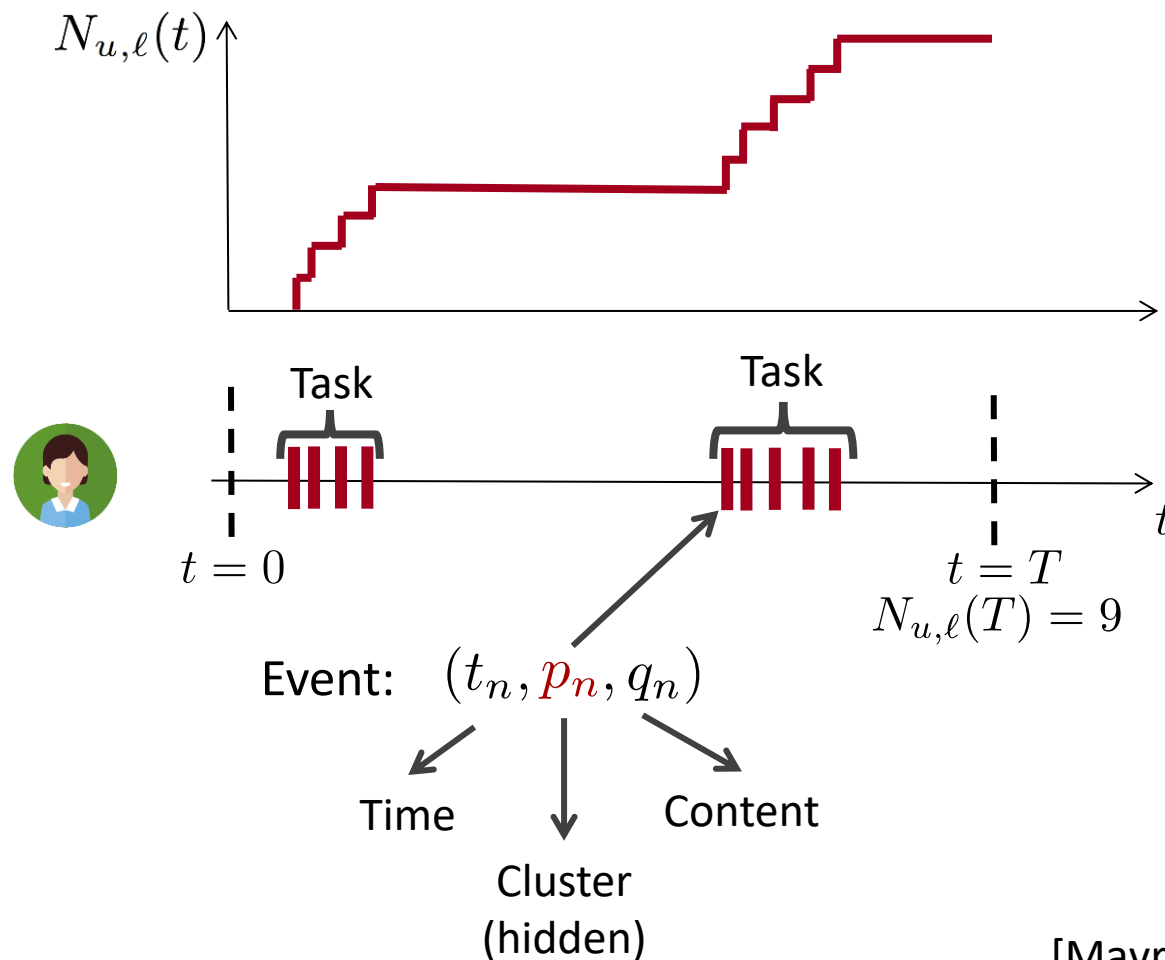 N_{u,ℓ}(t)
Task
Task
t
t = 0
t = T
N_{u,ℓ}(T) = 9
Event: (t_n, p_n, q_n)
Time
Content
Cluster
(hidden)